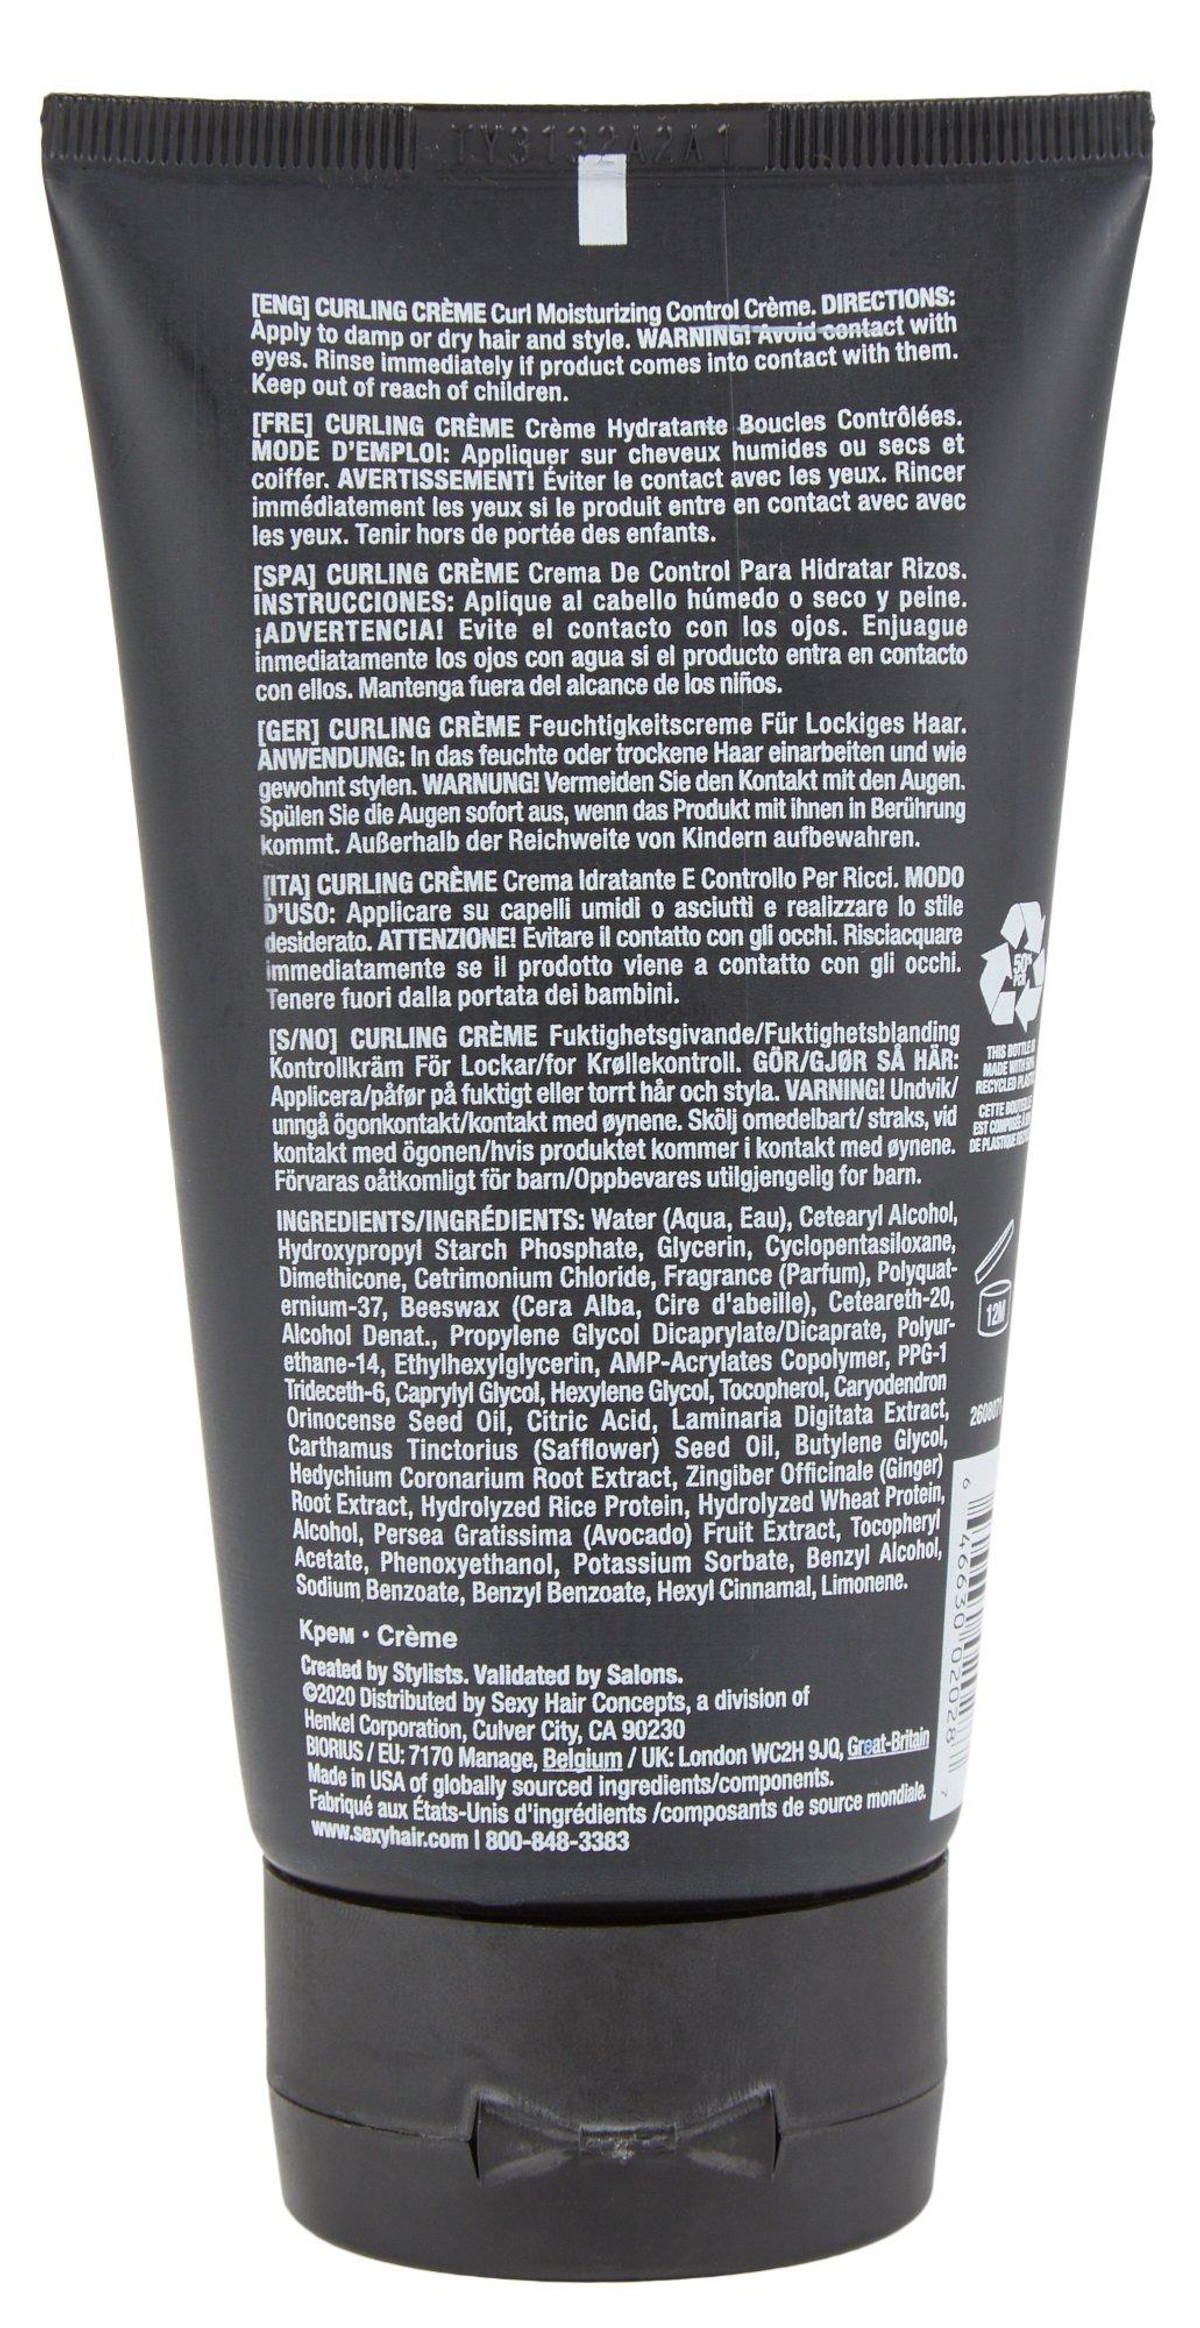 TY3132A2A1
[ENG] CURLING CRÈME Curl Moisturizing Control Crème. DIRECTIONS:
Apply to damp or dry hair and style. WARNING! Avoid contact with
eyes. Rinse immediately if product comes into contact with them.
Keep out of reach of children.
[FRE] CURLING CRÈME Crème Hydratante Boucles Contrôlées.
MODE D'EMPLOI: Appliquer sur cheveux humides ou secs et
coiffer. AVERTISSEMENT! Éviter le contact avec les yeux. Rincer
immédiatement les yeux si le produit entre en contact avec avec
les yeux. Tenir hors de portée des enfants.
[SPA] CURLING CRÈME Crema De Control Para Hidratar Rizos.
INSTRUCCIONES: Aplique al cabello húmedo o seco y peine.
¡ADVERTENCIA! Evite el contacto con los ojos. Enjuague
inmediatamente los ojos con agua si el producto entra en contacto
con ellos. Mantenga fuera del alcance de los niños.
[GER] CURLING CRÈME Feuchtigkeitscreme Für Lockiges Haar.
ANWENDUNG: In das feuchte oder trockene Haar einarbeiten und wie
gewohnt stylen. WARNUNG! Vermeiden Sie den Kontakt mit den Augen.
Spülen Sie die Augen sofort aus, wenn das Produkt mit ihnen in Berührung
kommt. Außerhalb der Reichweite von Kindern aufbewahren.
[ITA] CURLING CRÈME Crema Idratante E Controllo Per Ricci. MODO
D'USO: Applicare su capelli umidi o asciutti e realizzare lo stile
desiderato. ATTENZIONE! Evitare il contatto con gli occhi. Risciacquare
immediatamente se il prodotto viene a contatto con gli occhi.
Tenere fuori dalla portata dei bambini.
[S/NO] CURLING CRÈME Fuktighetsgivande/Fuktighetsblanding
Kontrollkräm För Lockar/for Krøllekontroll. GÖR/GJØR SÅ HÄR:
Applicera/påfør på fuktigt eller torrt hår och styla. VARNING! Undvik/
unngå ögonkontakt/kontakt med øynene. Skölj omedelbart/ straks, vid
kontakt med ögonen/hvis produktet kommer i kontakt med øynene.
Förvaras oåtkomligt för barn/Oppbevares utilgjengelig for barn.
INGREDIENTS/INGRÉDIENTS: Water (Aqua, Eau), Cetearyl Alcohol,
Hydroxypropyl Starch Phosphate, Glycerin, Cyclopentasiloxane,
Dimethicone, Cetrimonium Chloride, Fragrance (Parfum), Polyquat-
ernium-37, Beeswax (Cera Alba, Cire d'abeille), Ceteareth-20,
Alcohol Denat., Propylene Glycol Dicaprylate/Dicaprate, Polyur-
ethane-14, Ethylhexylglycerin, AMP-Acrylates Copolymer, PPG-1
Trideceth-6, Caprylyl Glycol, Hexylene Glycol, Tocopherol, Caryodendron
Orinocense Seed Oil, Citric Acid, Laminaria Digitata Extract,
Carthamus Tinctorius (Safflower) Seed Oil, Butylene Glycol,
Hedychium Coronarium Root Extract, Zingiber Officinale (Ginger)
Root Extract, Hydrolyzed Rice Protein, Hydrolyzed Wheat Protein,
Alcohol, Persea Gratissima (Avocado) Fruit Extract, Tocopheryl
Acetate, Phenoxyethanol, Potassium Sorbate, Benzyl Alcohol,
Sodium Benzoate, Benzyl Benzoate, Hexyl Cinnamal, Limonene.
Крем • Crème
Created by Stylists. Validated by Salons.
©2020 Distributed by Sexy Hair Concepts, a division of
Henkel Corporation, Culver City, CA 90230
BIORIUS / EU: 7170 Manage, Belgium / UK: London WC2H 9JQ, Great-Britain
Made in USA of globally sourced ingredients/components.
Fabriqué aux États-Unis d'ingrédients /composants de source mondiale.
www.sexyhair.com | 800-848-3383
50%
PCR
THIS BOTTLE IS
MADE WITH 50%
RECYCLED PLASTIC
CETTE BOUTEILLE
EST COMPOSÉE À
DE PLASTIQUE
12M
6 46630 02028 7